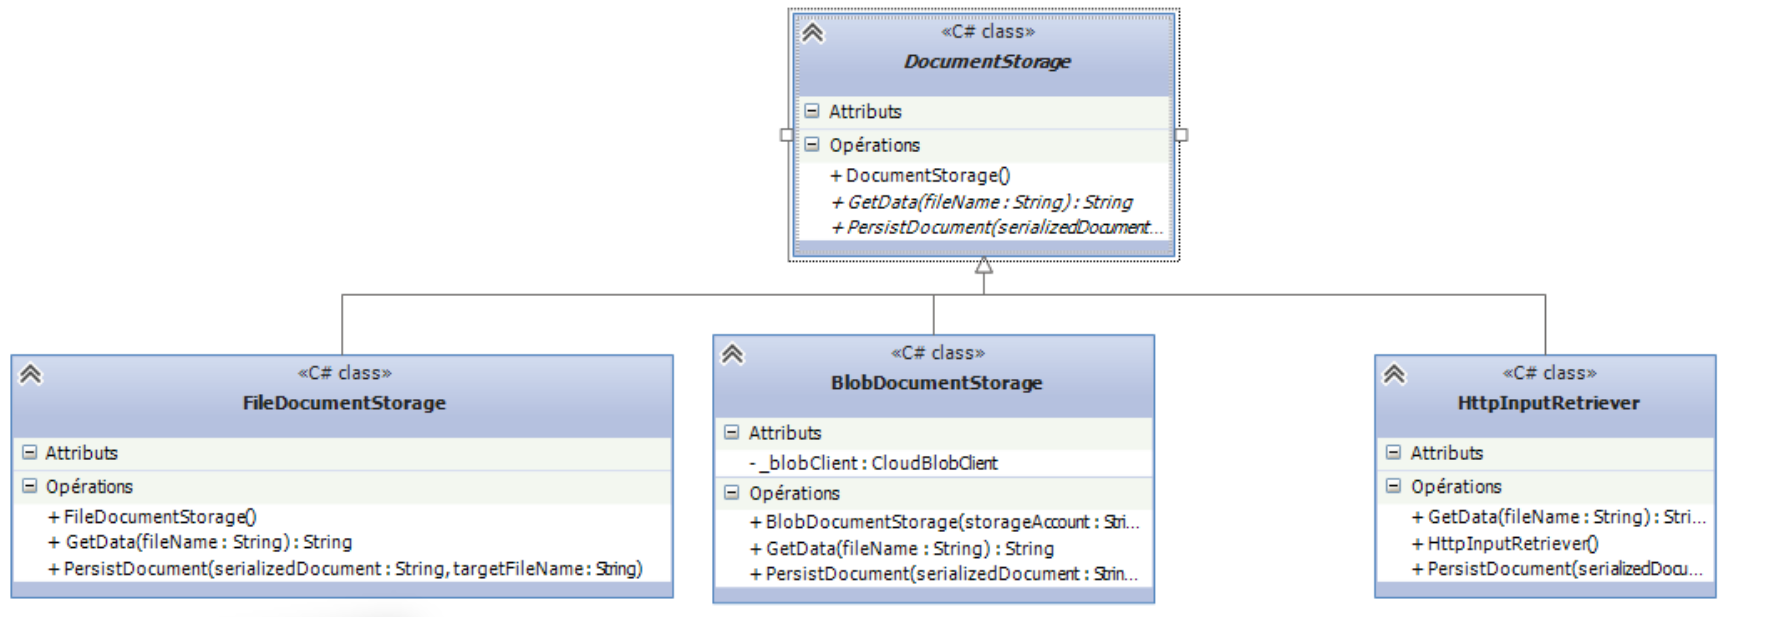 «C# class»
DocumentStorage
Attributs
Opérations
+ DocumentStorage()
+ GetData(fileName : String) : String
+ PersistDocument(serializedDocument...
«C# class»
FileDocumentStorage
Attributs
Opérations
+ FileDocumentStorage()
+ GetData(fileName : String) : String
+ PersistDocument(serializedDocument : String, targetFileName : String)
«C# class»
BlobDocumentStorage
Attributs
- _blobClient : CloudBlobClient
Opérations
+ BlobDocumentStorage(storageAccount : Stri...
+ GetData(fileName : String) : String
+ PersistDocument(serializedDocument : Strin...
«C# class»
HttpInputRetriever
Attributs
Opérations
+ GetData(fileName : String) : Stri...
+ HttpInputRetriever()
+ PersistDocument(serializedDocu...